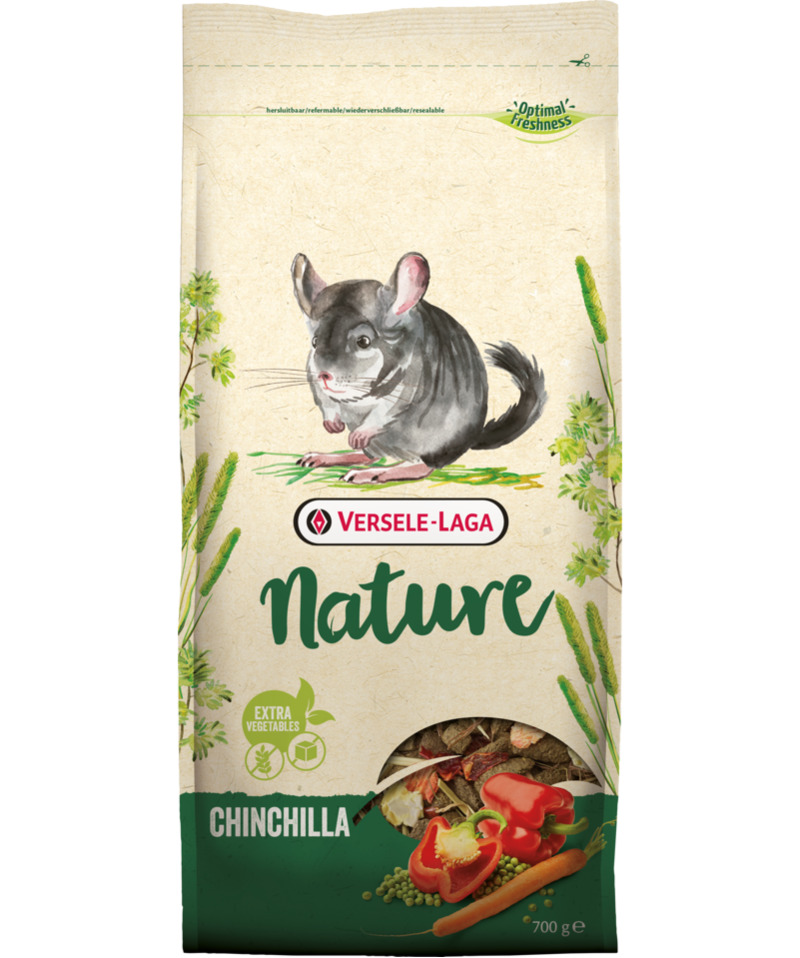 hersluitbaar/refermable/wiederverschließbar/resealable
Optimal
Freshness
VERSELE-LAGA
Nature
EXTRA
VEGETABLES
CHINCHILLA
700 g ℮